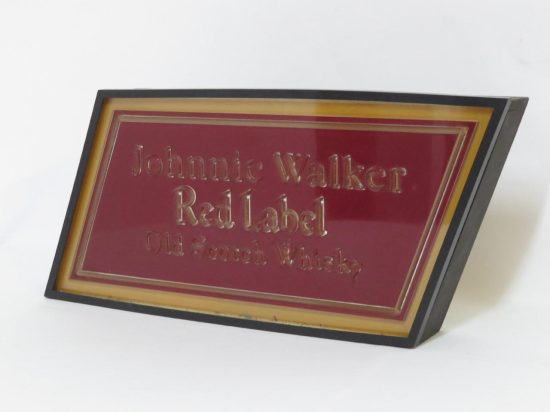 Johnnie Walker
Red Label
Old Scotch Whisky